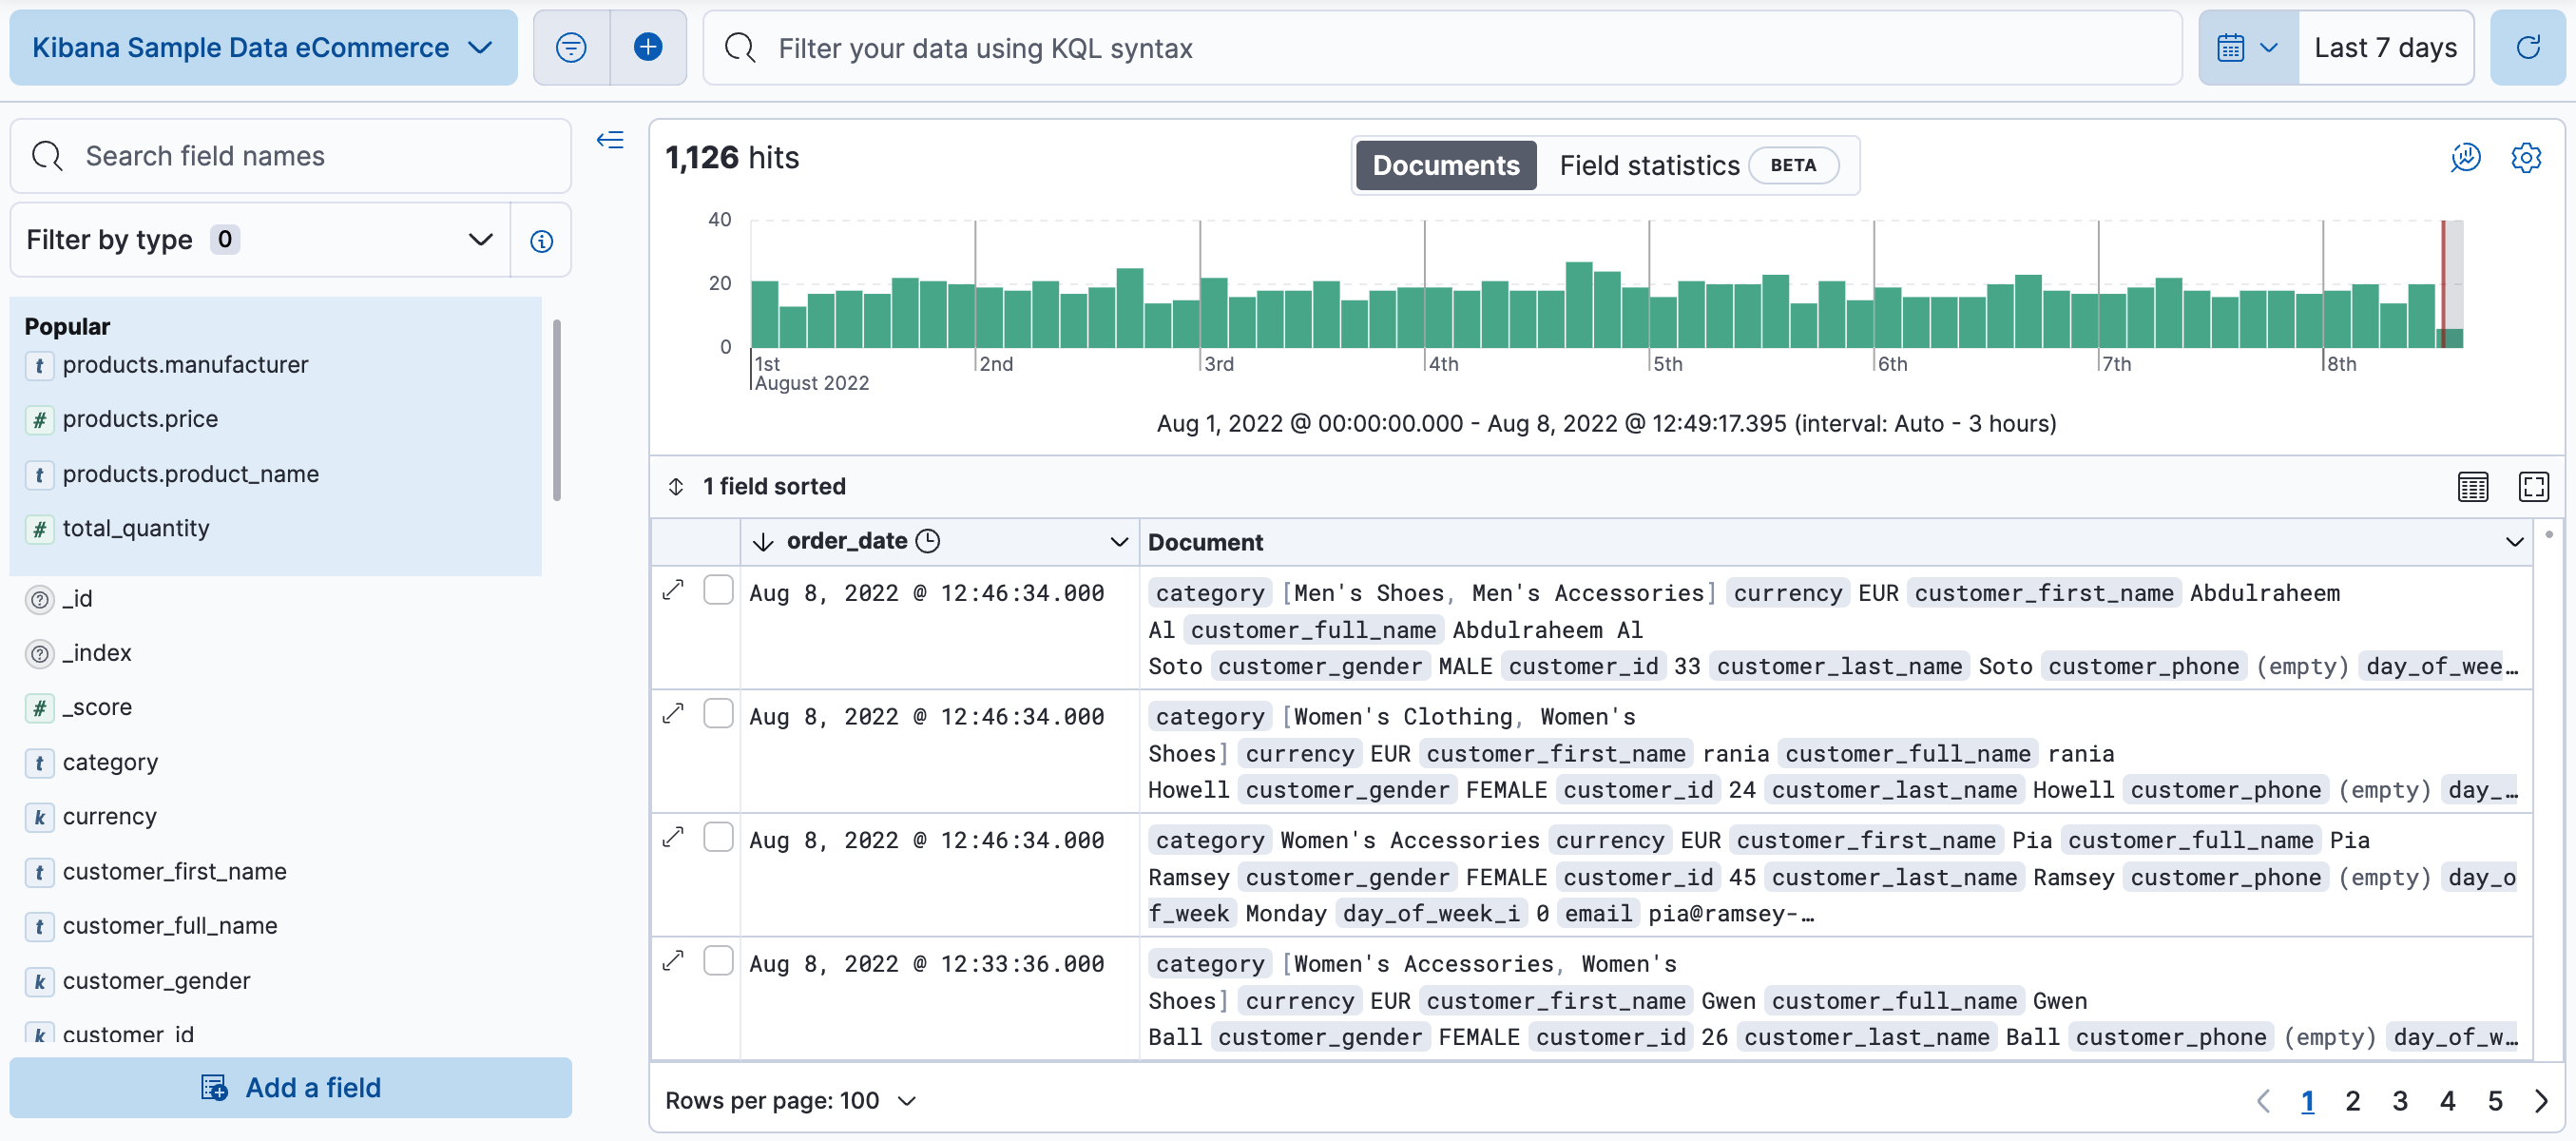 Kibana Sample Data eCommerce
Filter your data using KQL syntax
Last 7 days
Search field names
Filter by type 0
Popular
t products.manufacturer
# products.price
t products.product_name
# total_quantity
_id
_index
# _score
t category
k currency
t customer_first_name
t customer_full_name
k customer_gender
k customer_id
Add a field
1,126 hits
Documents Field statistics BETA
40
20
0
1st 2nd 3rd 4th 5th 6th 7th 8th
August 2022
Aug 1, 2022 @ 00:00:00.000 - Aug 8, 2022 @ 12:49:17.395 (interval: Auto - 3 hours)
1 field sorted
order_date Document
Aug 8, 2022 @ 12:46:34.000 category [Men's Shoes, Men's Accessories] currency EUR customer_first_name Abdulraheem
Al customer_full_name Abdulraheem Al
Soto customer_gender MALE customer_id 33 customer_last_name Soto customer_phone (empty) day_of_wee…
Aug 8, 2022 @ 12:46:34.000 category [Women's Clothing, Women's
Shoes] currency EUR customer_first_name rania customer_full_name rania
Howell customer_gender FEMALE customer_id 24 customer_last_name Howell customer_phone (empty) day_…
Aug 8, 2022 @ 12:46:34.000 category Women's Accessories currency EUR customer_first_name Pia customer_full_name Pia
Ramsey customer_gender FEMALE customer_id 45 customer_last_name Ramsey customer_phone (empty) day_o
f_week Monday day_of_week_i 0 email pia@ramsey-…
Aug 8, 2022 @ 12:33:36.000 category [Women's Accessories, Women's
Shoes] currency EUR customer_first_name Gwen customer_full_name Gwen
Ball customer_gender FEMALE customer_id 26 customer_last_name Ball customer_phone (empty) day_of_w…
Rows per page: 100
1 2 3 4 5